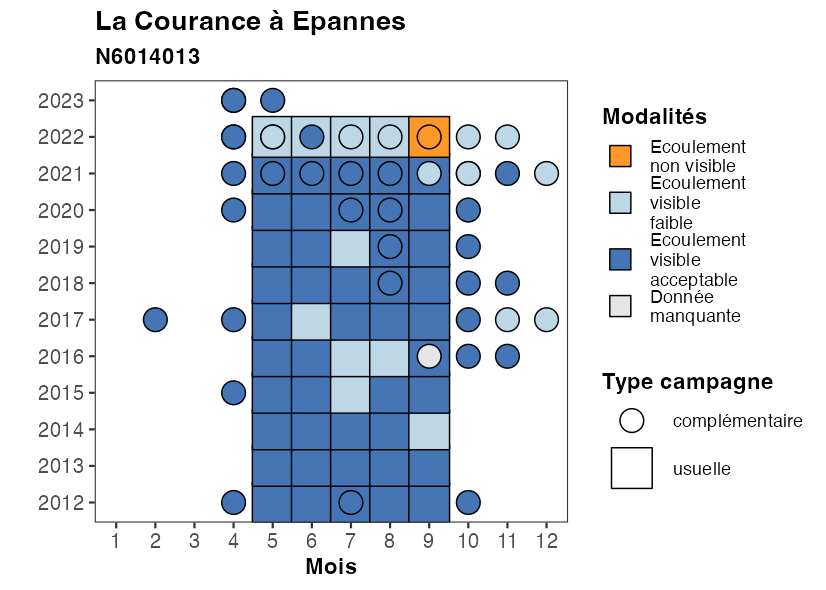 La Courance à Epannes
N6014013
2023
2022
2021
2020
2019
2018
2017
2016
2015
2014
2013
2012
1 2 3 4 5 6 7 8 9 10 11 12
Mois
Modalités
Ecoulement
non visible
Ecoulement
visible
faible
Ecoulement
visible
acceptable
Donnée
manquante
Type campagne
complémentaire
usuelle